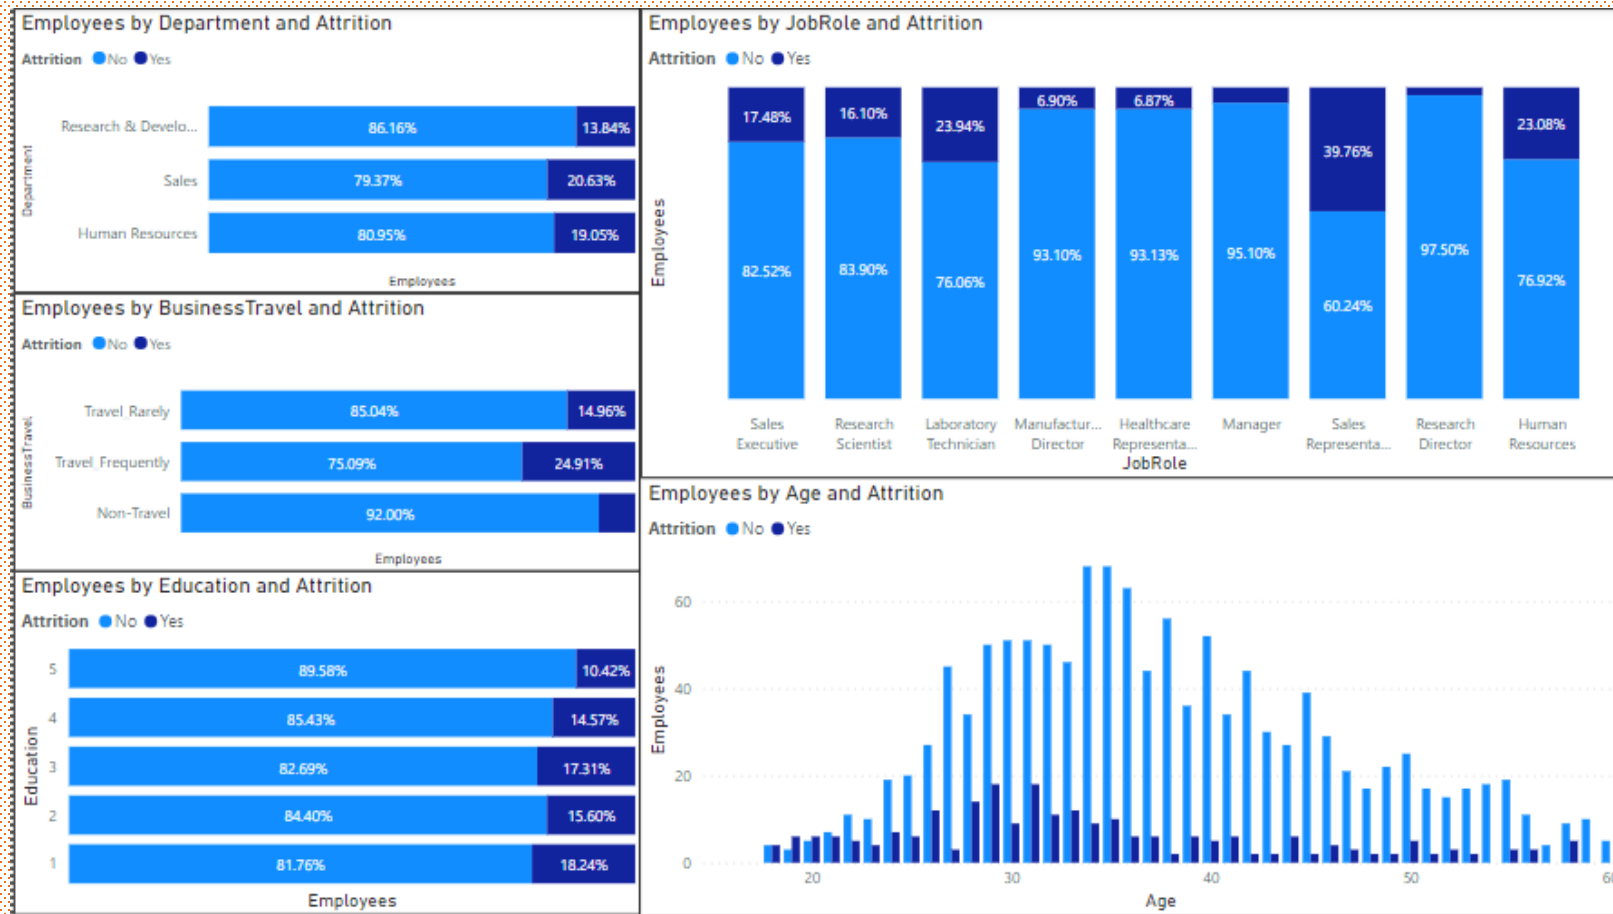 Employees by Department and Attrition
Attrition No Yes
Department
Research & Develo... 86.16% 13.84%
Sales 79.37% 20.63%
Human Resources 80.95% 19.05%
Employees
Employees by BusinessTravel and Attrition
Attrition No Yes
BusinessTravel
Travel_Rarely 85.04% 14.96%
Travel_Frequently 75.09% 24.91%
Non-Travel 92.00%
Employees
Employees by Education and Attrition
Attrition No Yes
Education
5 89.58% 10.42%
4 85.43% 14.57%
3 82.69% 17.31%
2 84.40% 15.60%
1 81.76% 18.24%
Employees
Employees by JobRole and Attrition
Attrition No Yes
Employees
17.48% 16.10% 23.94% 6.90% 6.87% 39.76% 23.08%
82.52% 83.90% 76.06% 93.10% 93.13% 95.10% 60.24% 97.50% 76.92%
Sales Research Laboratory Manufactur... Healthcare Manager Sales Research Human
Executive Scientist Technician Director Representa... Representa... Director Resources
JobRole
Employees by Age and Attrition
Attrition No Yes
Employees
60
40
20
0
20 30 40 50
Age